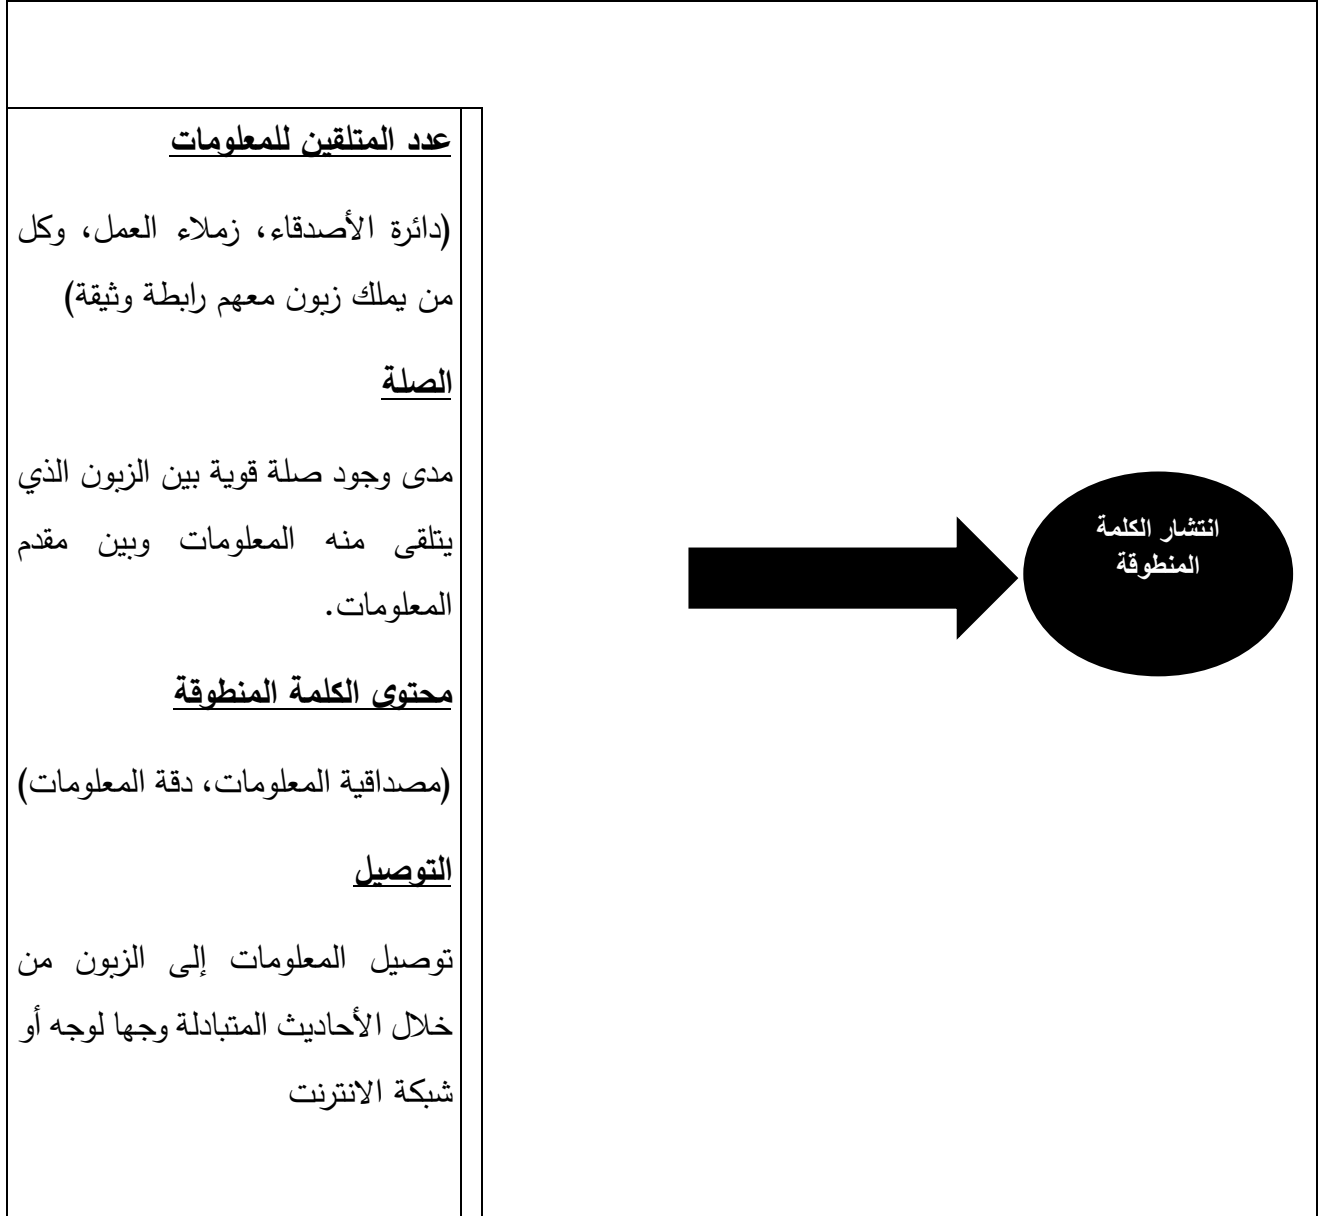 عدد المتلقين للمعلومات
(دائرة الأصدقاء، زملاء العمل، وكل
من يملك زبون معهم رابطة وثيقة)
الصلة
مدى وجود صلة قوية بين الزبون الذي
يتلقى منه المعلومات وبين مقدم
المعلومات.
محتوى الكلمة المنطوقة
(مصداقية المعلومات، دقة المعلومات)
التوصيل
توصيل المعلومات إلى الزبون من
خلال الأحاديث المتبادلة وجها لوجه أو
شبكة الانترنت
انتشار الكلمة
المنطوقة